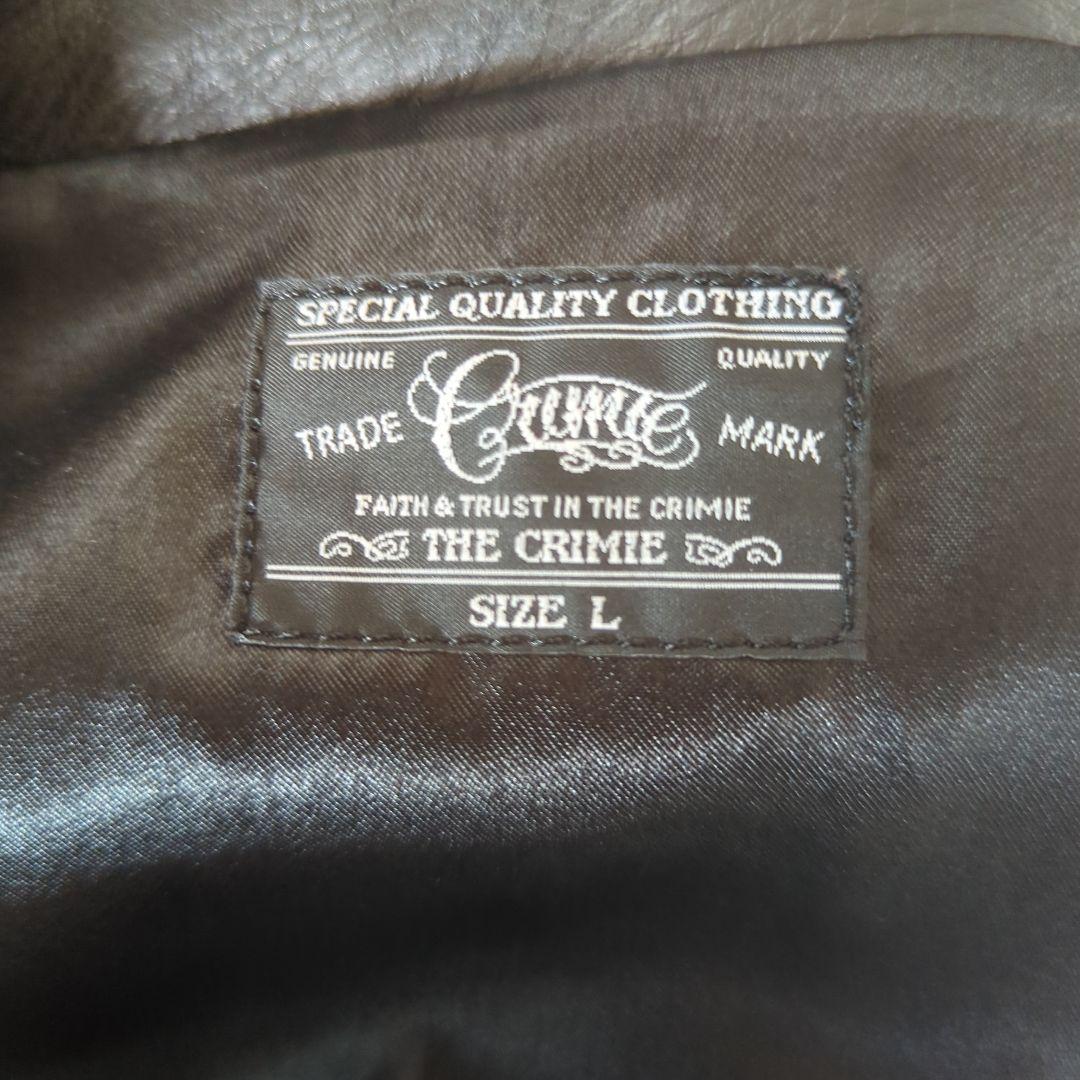 SPECIAL QUALITY CLOTHING
GENUINE QUALITY
Crimie
TRADE MARK
FAITH & TRUST IN THE CRIMIE
THE CRIMIE
SIZE L